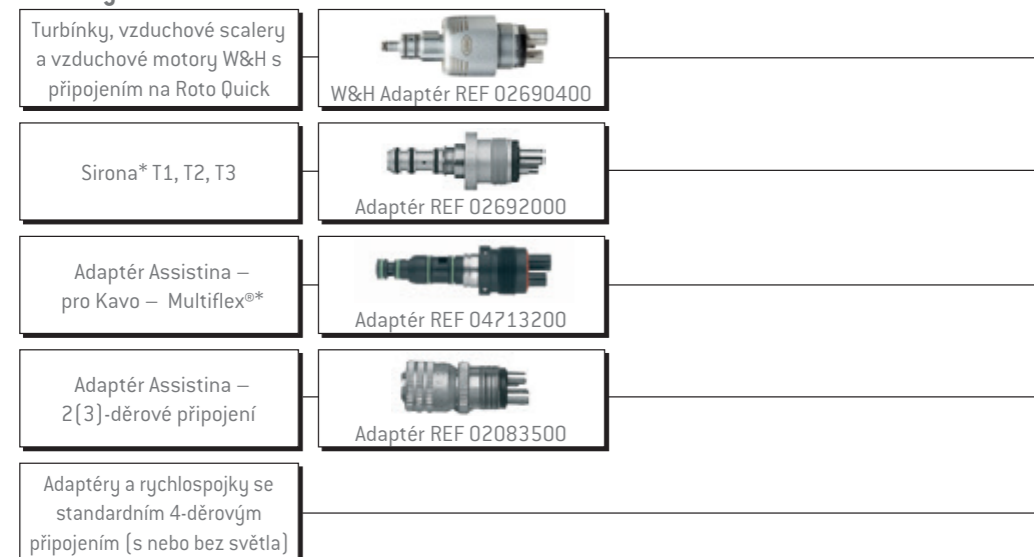 Turbínky, vzduchové scalery
a vzduchové motory W&H s
připojením na Roto Quick
W&H Adaptér REF 02690400
Sirona* T1, T2, T3
Adaptér REF 02692000
Adaptér Assistina –
pro Kavo – Multiflex®*
Adaptér REF 04713200
Adaptér Assistina –
2(3)-děrové připojení
Adaptér REF 02083500
Adaptéry a rychlospojky se
standardním 4-děrovým
připojením (s nebo bez světla)